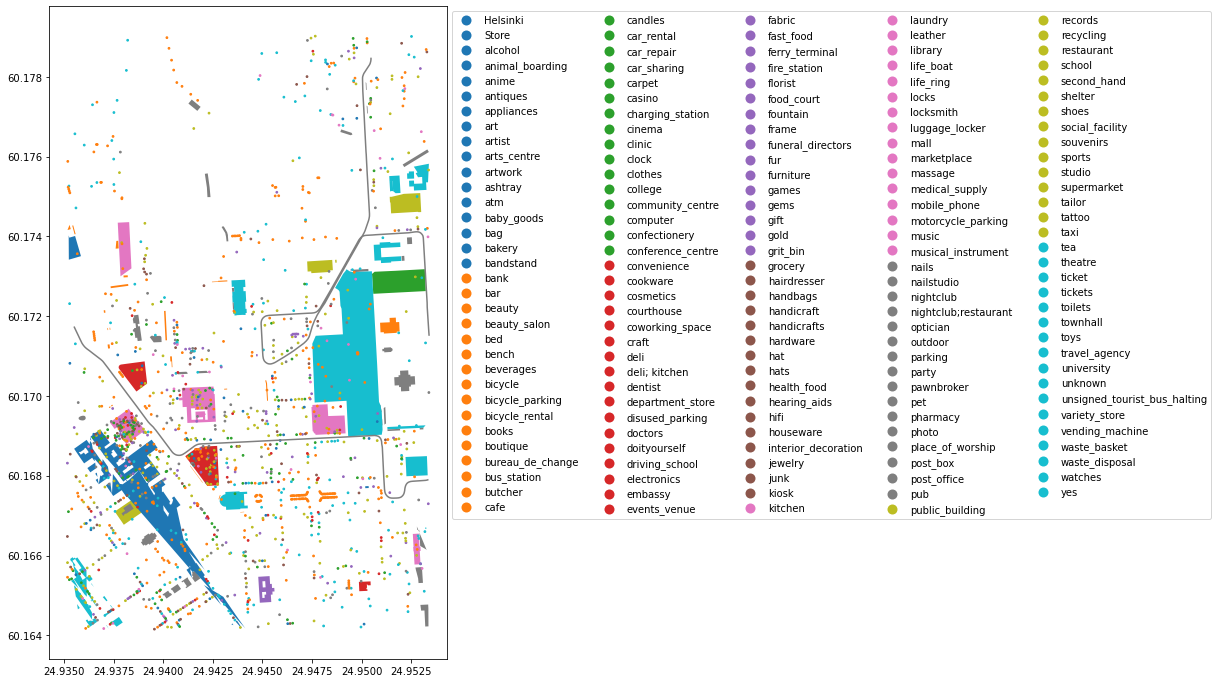 60.178
60.176
60.174
60.172
60.170
60.168
60.166
60.164
24.9350
24.9375
24.9400
24.9425
24.9450
24.9475
24.9500
24.9525
Helsinki
Store
alcohol
animal_boarding
anime
antiques
appliances
art
artist
arts_centre
artwork
ashtray
atm
baby_goods
bag
bakery
bandstand
bank
bar
beauty
beauty_salon
bed
bench
beverages
bicycle
bicycle_parking
bicycle_rental
books
boutique
bureau_de_change
bus_station
butcher
cafe
candles
car_rental
car_repair
car_sharing
carpet
casino
charging_station
cinema
clinic
clock
clothes
college
community_centre
computer
confectionery
conference_centre
convenience
cookware
cosmetics
courthouse
coworking_space
craft
deli
deli; kitchen
dentist
department_store
disused_parking
doctors
doityourself
driving_school
electronics
embassy
events_venue
fabric
fast_food
ferry_terminal
fire_station
florist
food_court
fountain
frame
funeral_directors
fur
furniture
games
gems
gift
gold
grit_bin
grocery
hairdresser
handbags
handicraft
handicrafts
hardware
hat
hats
health_food
hearing_aids
hifi
houseware
interior_decoration
jewelry
junk
kiosk
kitchen
laundry
leather
library
life_boat
life_ring
locks
locksmith
luggage_locker
mall
marketplace
massage
medical_supply
mobile_phone
motorcycle_parking
music
musical_instrument
nails
nailstudio
nightclub
nightclub;restaurant
optician
outdoor
parking
party
pawnbroker
pet
pharmacy
photo
place_of_worship
post_box
post_office
pub
public_building
records
recycling
restaurant
school
second_hand
shelter
shoes
social_facility
souvenirs
sports
studio
supermarket
tailor
tattoo
taxi
tea
theatre
ticket
tickets
toilets
townhall
toys
travel_agency
university
unknown
unsigned_tourist_bus_halting
variety_store
vending_machine
waste_basket
waste_disposal
watches
yes